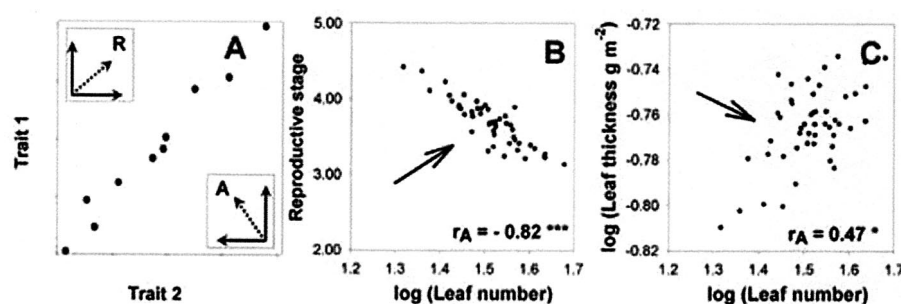 A
R
A
Trait 1
Trait 2
B
5.00
4.00
3.00
2.00
Reproductive stage
rA = - 0.82 ***
1.2 1.3 1.4 1.5 1.6 1.7
log (Leaf number)
C
-0.72
-0.74
-0.76
-0.78
-0.80
-0.82
log (Leaf thickness g m-2)
rA = 0.47 *
1.2 1.3 1.4 1.5 1.6 1.7
log (Leaf number)